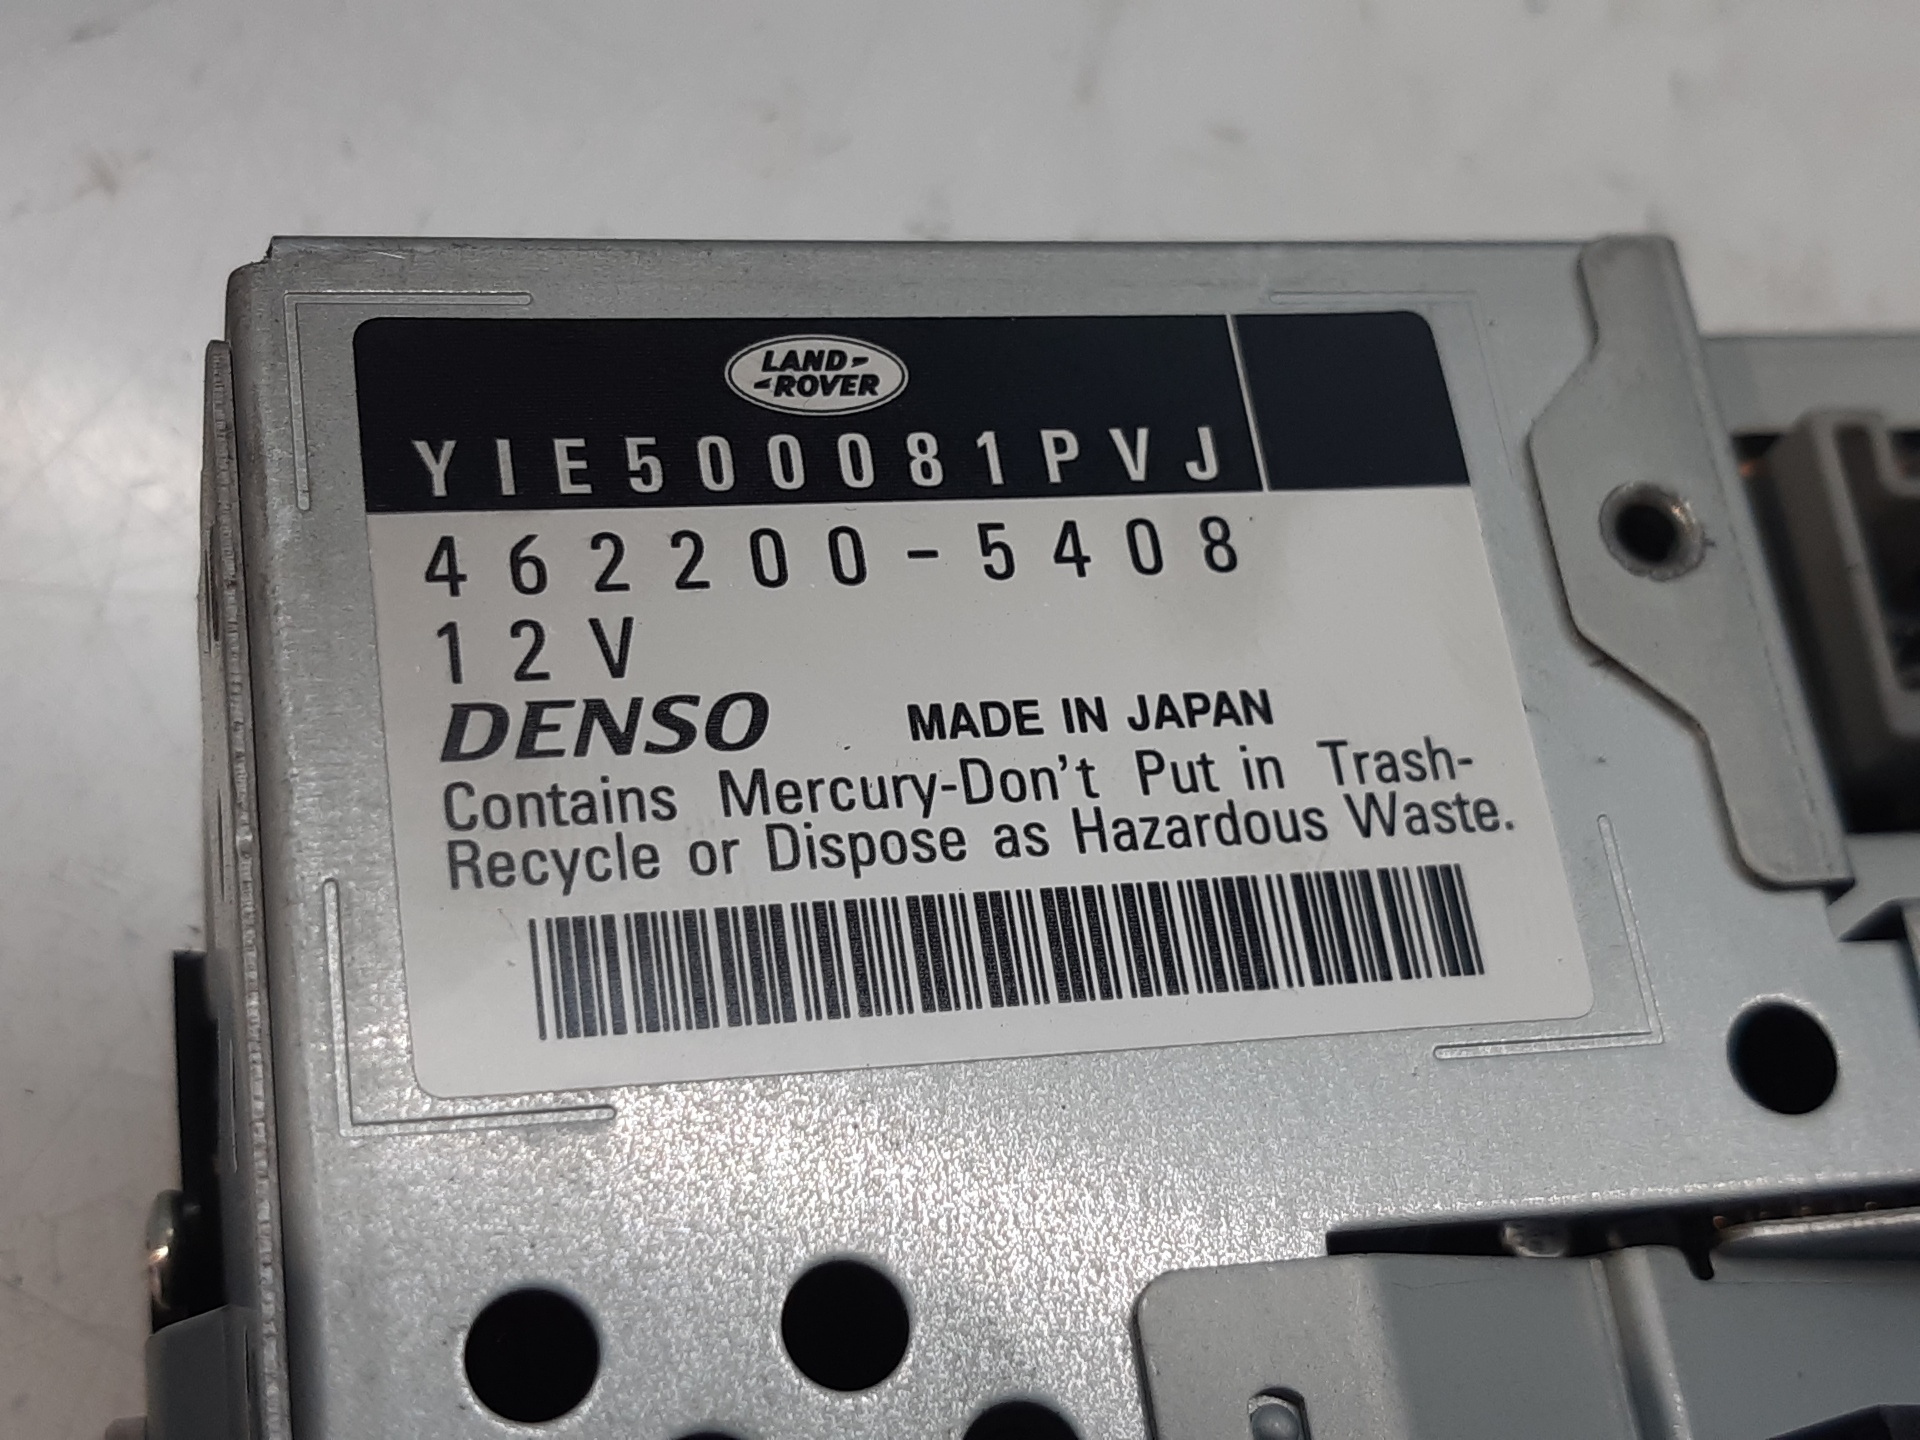 LAND-
-ROVER
YIE500081PVJ
462200-5408
12V
DENSO MADE IN JAPAN
Contains Mercury-Don't Put in Trash-
Recycle or Dispose as Hazardous Waste.